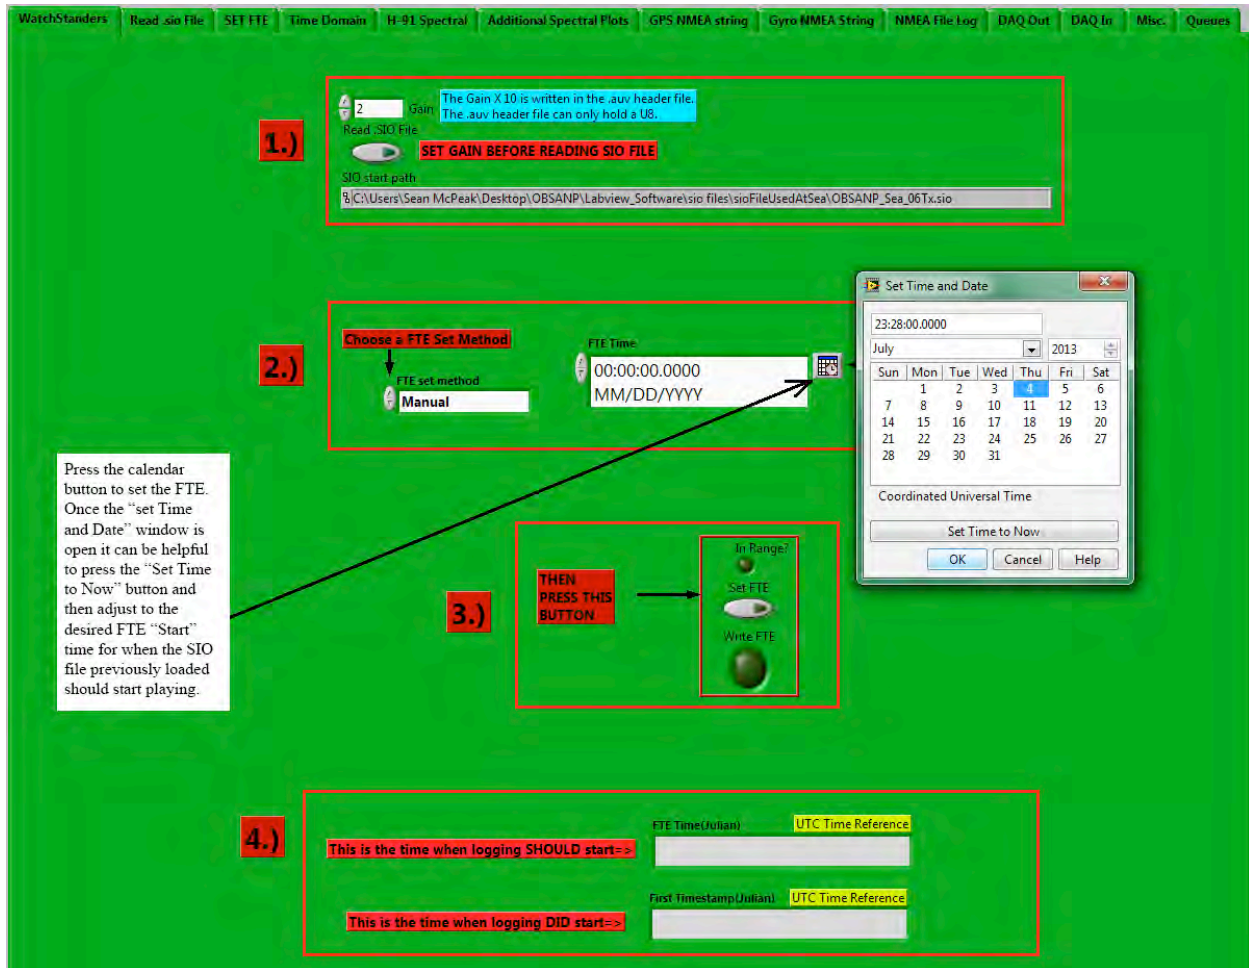 WatchStanders Read .sio File SET FTE Time Domain H-91 Spectral Additional Spectral Plots GPS NMEA string Gyro NMEA String NMEA File Log DAQ Out DAQ In Misc. Queues
1.)
2 Gain
The Gain X 10 is written in the .auv header file.
The .auv header file can only hold a U8.
Read .SIO File
SET GAIN BEFORE READING SIO FILE
SIO start path
C:\Users\Sean McPeak\Desktop\OBSANP\Labview_Software\sio files\sioFileUsedAtSea\OBSANP_Sea_06Tx.sio
2.)
Choose a FTE Set Method
FTE set method
Manual
FTE Time
00:00:00.0000
MM/DD/YYYY
Set Time and Date
23:28:00.0000
July 2013
Sun Mon Tue Wed Thu Fri Sat
1 2 3 4 5 6
7 8 9 10 11 12 13
14 15 16 17 18 19 20
21 22 23 24 25 26 27
28 29 30 31
Coordinated Universal Time
Set Time to Now
OK Cancel Help
Press the calendar
button to set the FTE.
Once the “set Time
and Date” window is
open it can be helpful
to press the “Set Time
to Now” button and
then adjust to the
desired FTE “Start”
time for when the SIO
file previously loaded
should start playing.
3.)
THEN
PRESS THIS
BUTTON
In Range?
Set FTE
Write FTE
4.)
FTE Time(Julian) UTC Time Reference
This is the time when logging SHOULD start=>
First Timestamp(Julian) UTC Time Reference
This is the time when logging DID start=>